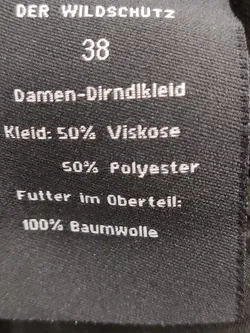 DER WILDSCHUTZ
38
Damen-Dirndlkleid
Kleid: 50% Viskose
50% Polyester
Futter im Oberteil:
100% Baumwolle